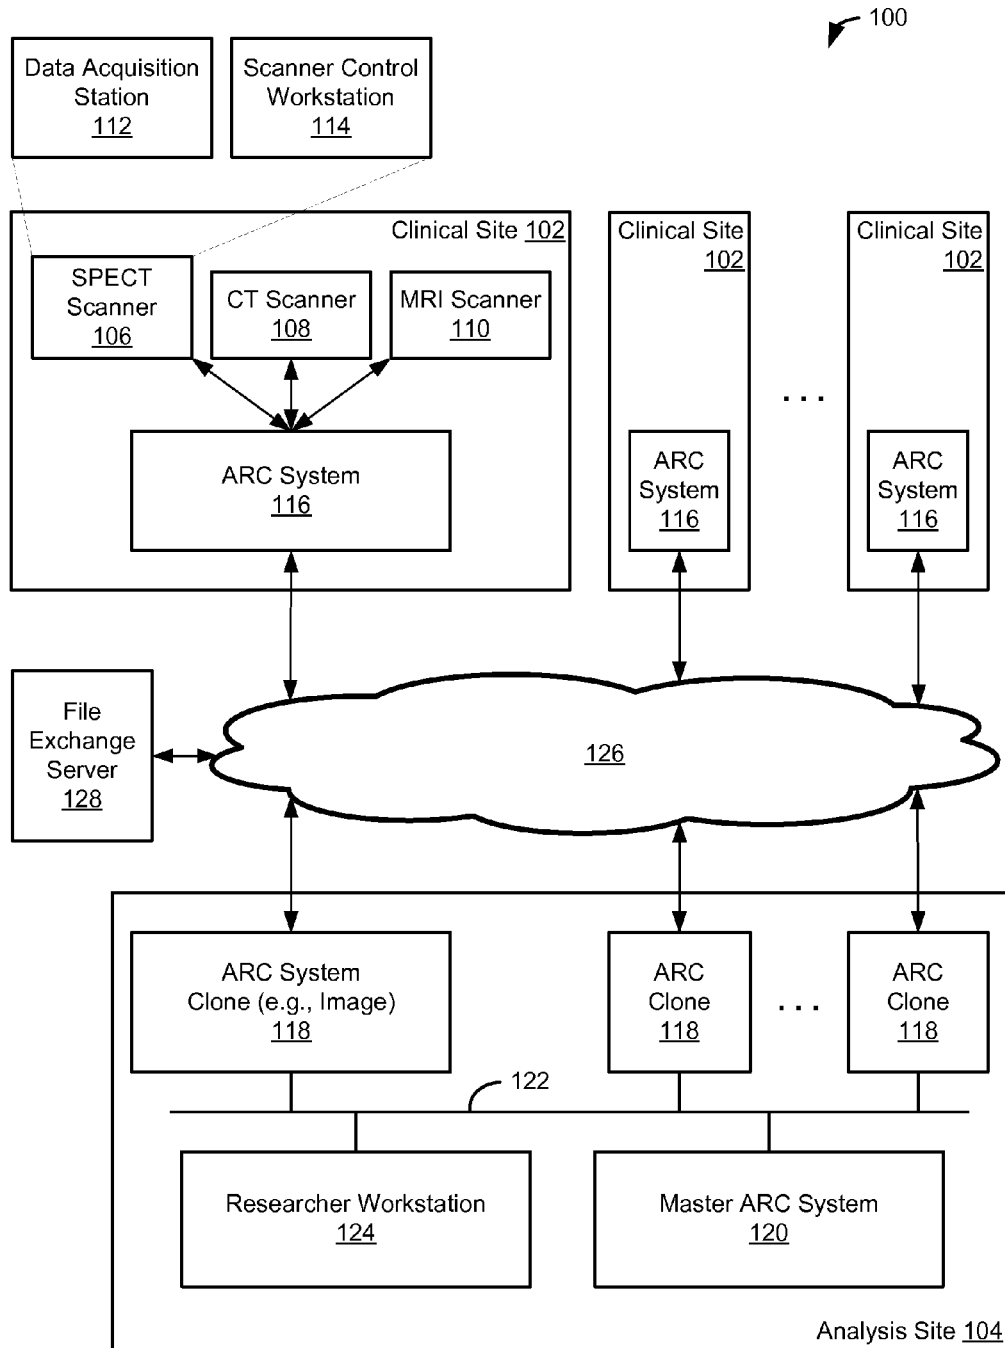 100
Data Acquisition
Station
112
Scanner Control
Workstation
114
Clinical Site 102
SPECT
Scanner
106
CT Scanner
108
MRI Scanner
110
ARC System
116
Clinical Site
102
ARC
System
116
. . .
Clinical Site
102
ARC
System
116
File
Exchange
Server
128
126
ARC System
Clone (e.g., Image)
118
ARC
Clone
118
. . .
ARC
Clone
118
122
Researcher Workstation
124
Master ARC System
120
Analysis Site 104